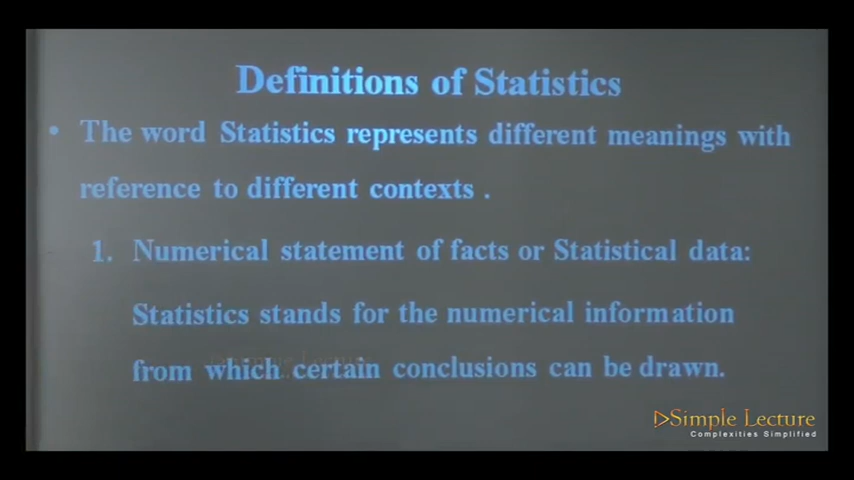 Definitions of Statistics
• The word Statistics represents different meanings with
reference to different contexts .
1. Numerical statement of facts or Statistical data:
Statistics stands for the numerical information
from which certain conclusions can be drawn.
Simple Lecture
Complexities Simplified